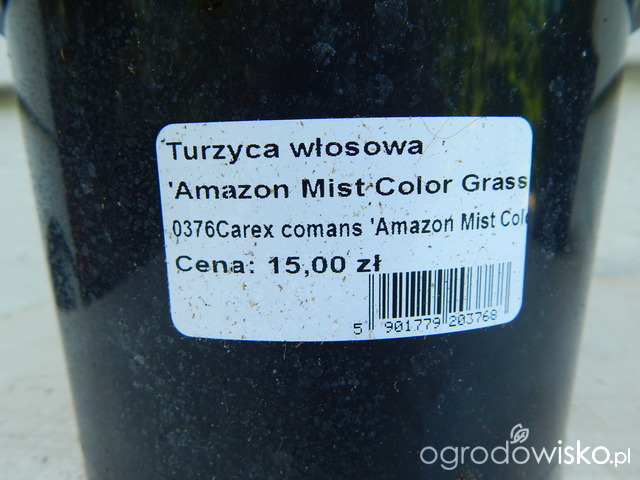 Turzyca włosowa
'Amazon Mist Color Grass
0376Carex comans 'Amazon Mist Colo
Cena: 15,00 zł
5 901779 203768
ogrodowisko.pl